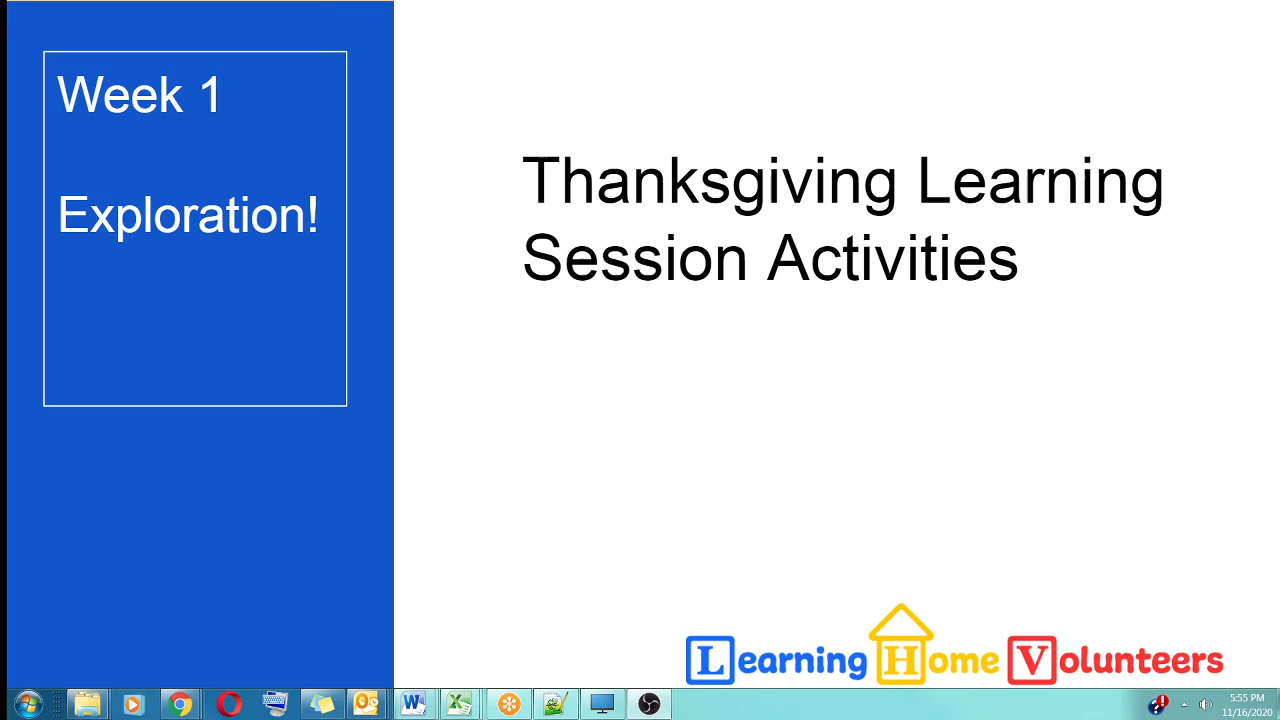 Week 1
Exploration!
Thanksgiving Learning
Session Activities
Learning Home Volunteers
5:55 PM
11/16/2020